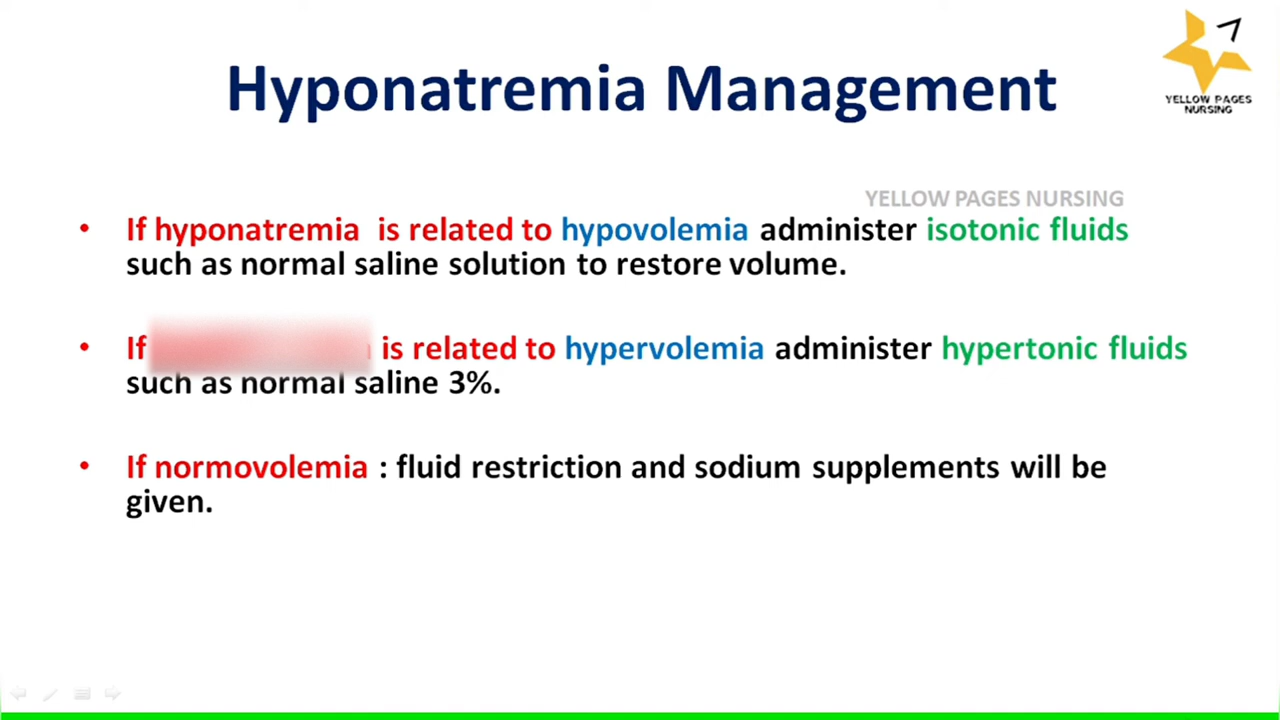 Hyponatremia Management
YELLOW PAGES
NURSING
YELLOW PAGES NURSING
• If hyponatremia is related to hypovolemia administer isotonic fluids
such as normal saline solution to restore volume.
• If is related to hypervolemia administer hypertonic fluids
such as normal saline 3%.
• If normovolemia : fluid restriction and sodium supplements will be
given.